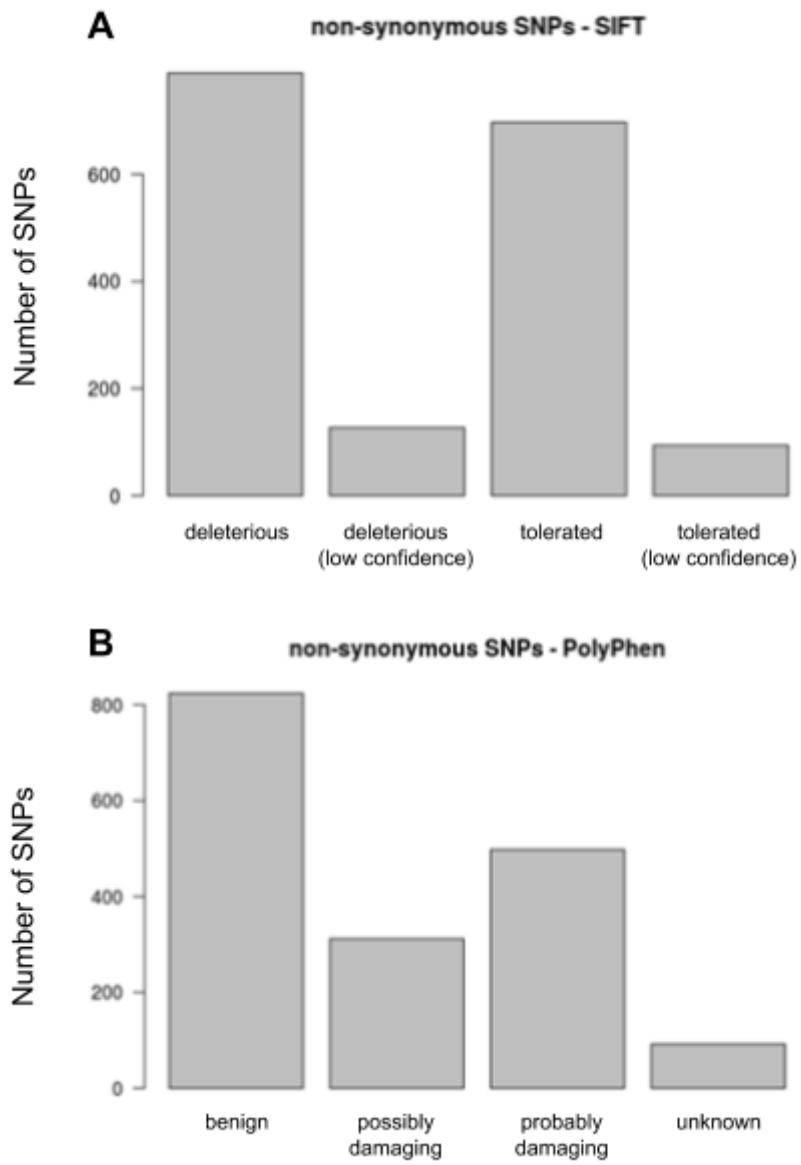 A
non-synonymous SNPs - SIFT
Number of SNPs
600
400
200
0
deleterious
deleterious
(low confidence)
tolerated
tolerated
(low confidence)
B
non-synonymous SNPs - PolyPhen
Number of SNPs
800
600
400
200
0
benign
possibly
damaging
probably
damaging
unknown